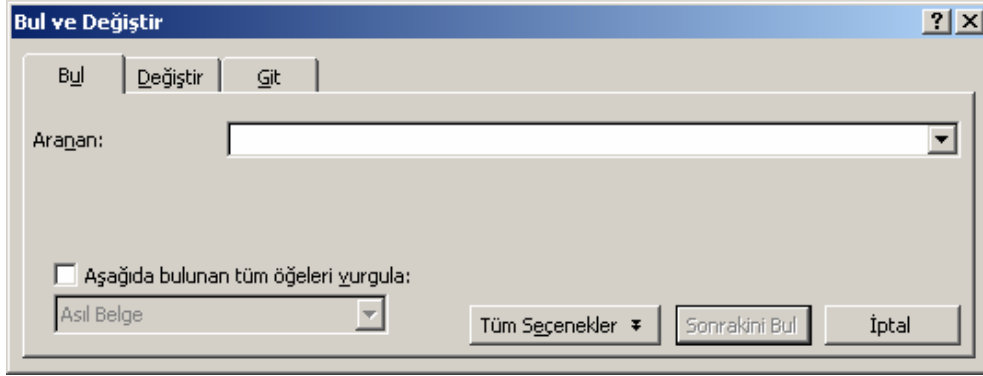 Bul ve Değiştir
Bul Değiştir Git
Aranan:
Aşağıda bulunan tüm öğeleri vurgula:
Asıl Belge
Tüm Seçenekler Sonrakini Bul İptal